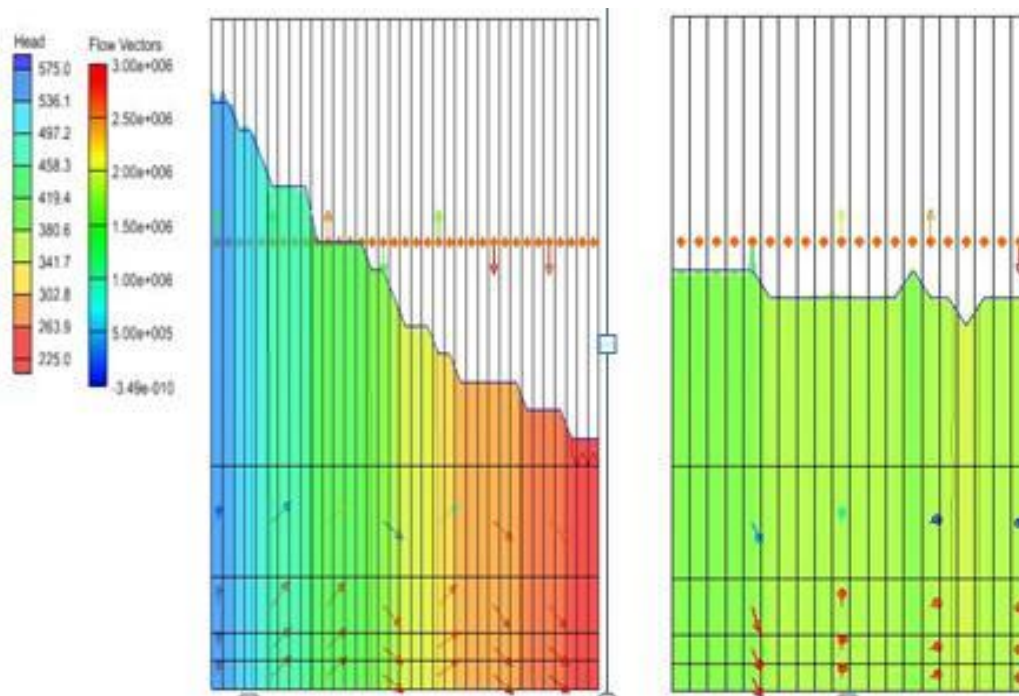 Head
575.0
536.1
497.2
458.3
419.4
380.6
341.7
302.8
263.9
225.0
Flow Vectors
3.00e+006
2.50e+006
2.00e+006
1.50e+006
1.00e+006
5.00e+005
-3.49e-010